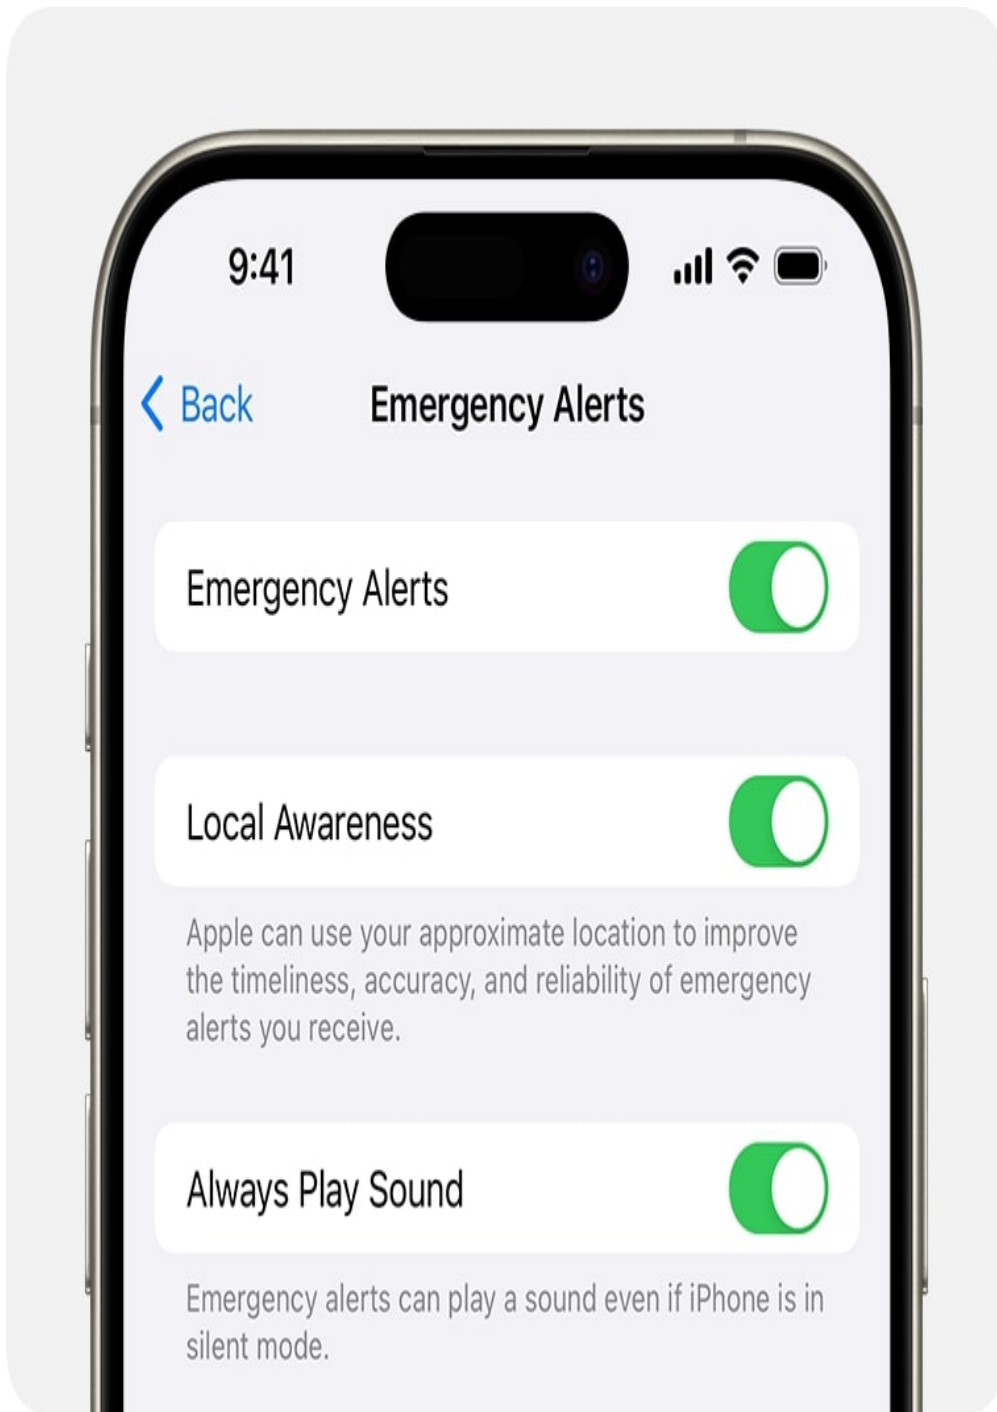 9:41
Back
Emergency Alerts
Emergency Alerts
Local Awareness
Apple can use your approximate location to improve
the timeliness, accuracy, and reliability of emergency
alerts you receive.
Always Play Sound
Emergency alerts can play a sound even if iPhone is in
silent mode.